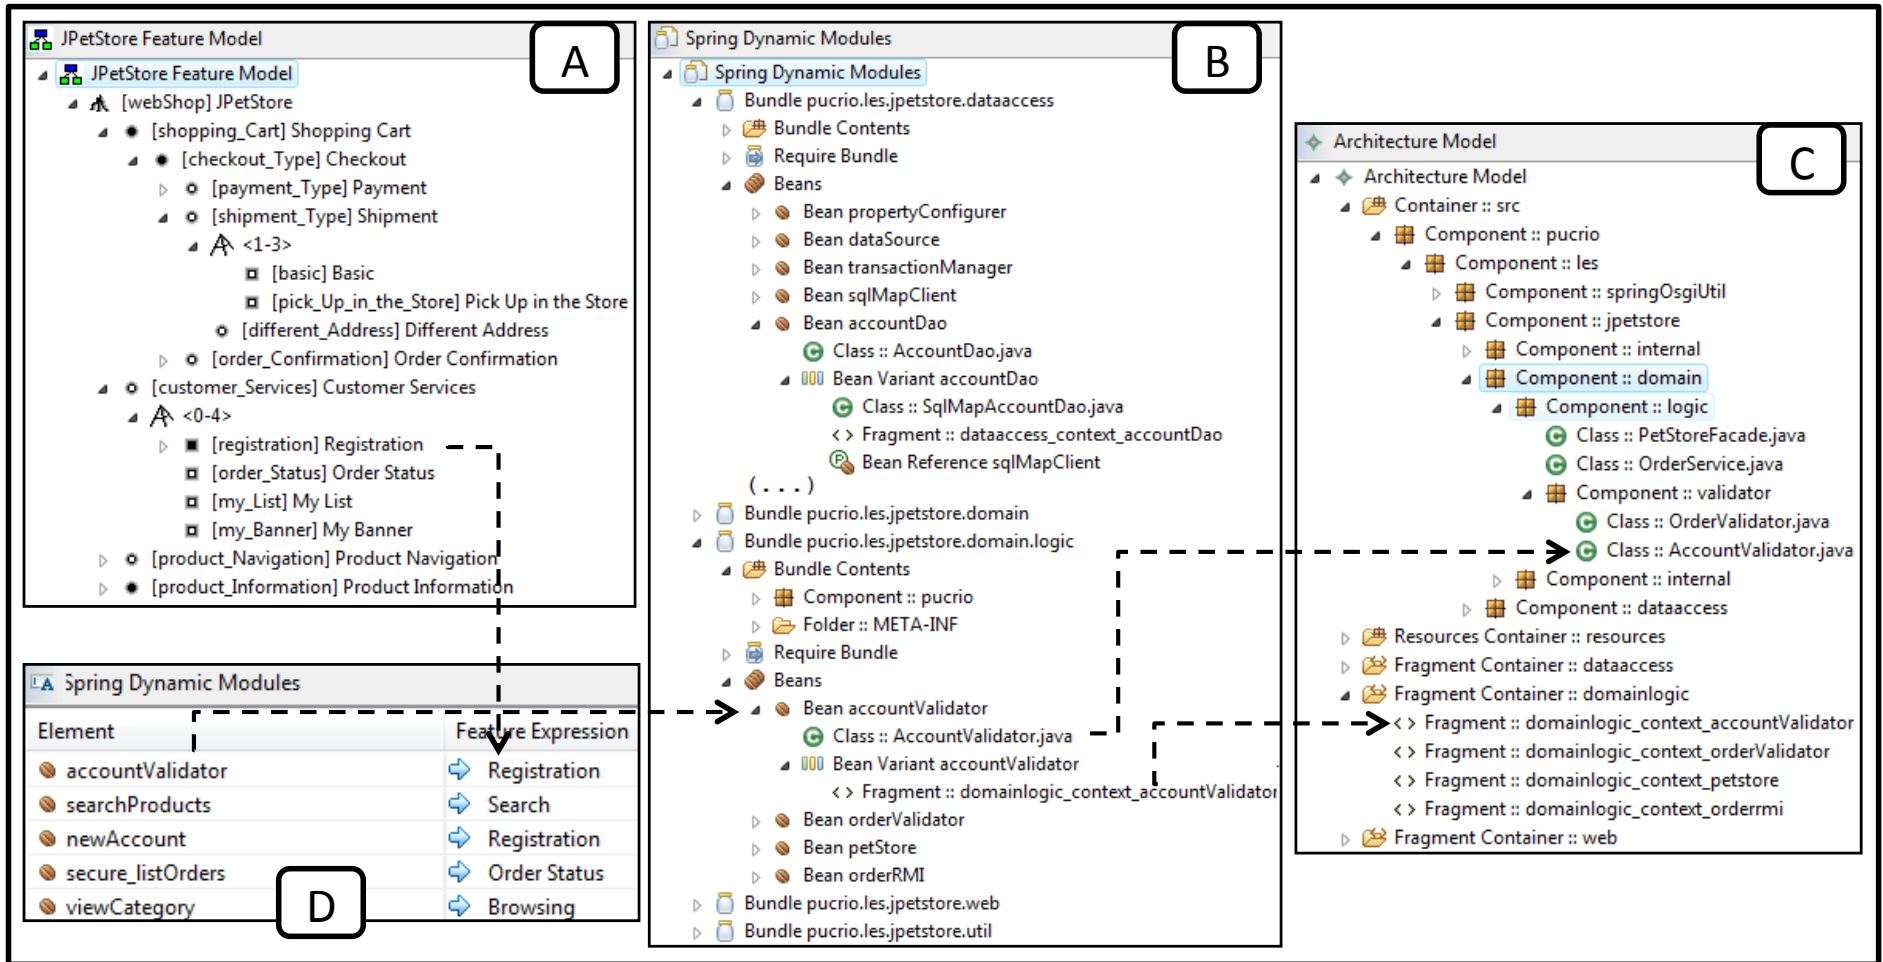 JPetStore Feature Model
A
JPetStore Feature Model
[webShop] JPetStore
[shopping_Cart] Shopping Cart
[checkout_Type] Checkout
[payment_Type] Payment
[shipment_Type] Shipment
<1-3>
[basic] Basic
[pick_Up_in_the_Store] Pick Up in the Store
[different_Address] Different Address
[order_Confirmation] Order Confirmation
[customer_Services] Customer Services
<0-4>
[registration] Registration
[order_Status] Order Status
[my_List] My List
[my_Banner] My Banner
[product_Navigation] Product Navigation
[product_Information] Product Information
Spring Dynamic Modules
Element Feature Expression
accountValidator Registration
searchProducts Search
newAccount Registration
secure_listOrders Order Status
viewCategory Browsing
D
Spring Dynamic Modules
B
Spring Dynamic Modules
Bundle pucrio.les.jpetstore.dataaccess
Bundle Contents
Require Bundle
Beans
Bean propertyConfigurer
Bean dataSource
Bean transactionManager
Bean sqlMapClient
Bean accountDao
Class :: AccountDao.java
Bean Variant accountDao
Class :: SqlMapAccountDao.java
Fragment :: dataaccess_context_accountDao
Bean Reference sqlMapClient
(...)
Bundle pucrio.les.jpetstore.domain
Bundle pucrio.les.jpetstore.domain.logic
Bundle Contents
Component :: pucrio
Folder :: META-INF
Require Bundle
Beans
Bean accountValidator
Class :: AccountValidator.java
Bean Variant accountValidator
Fragment :: domainlogic_context_accountValidator
Bean orderValidator
Bean petStore
Bean orderRMI
Bundle pucrio.les.jpetstore.web
Bundle pucrio.les.jpetstore.util
Architecture Model
C
Architecture Model
Container :: src
Component :: pucrio
Component :: les
Component :: springOsgiUtil
Component :: jpetstore
Component :: internal
Component :: domain
Component :: logic
Class :: PetStoreFacade.java
Class :: OrderService.java
Component :: validator
Class :: OrderValidator.java
Class :: AccountValidator.java
Component :: internal
Component :: dataaccess
Resources Container :: resources
Fragment Container :: dataaccess
Fragment Container :: domainlogic
Fragment :: domainlogic_context_accountValidator
Fragment :: domainlogic_context_orderValidator
Fragment :: domainlogic_context_petstore
Fragment :: domainlogic_context_orderrmi
Fragment Container :: web